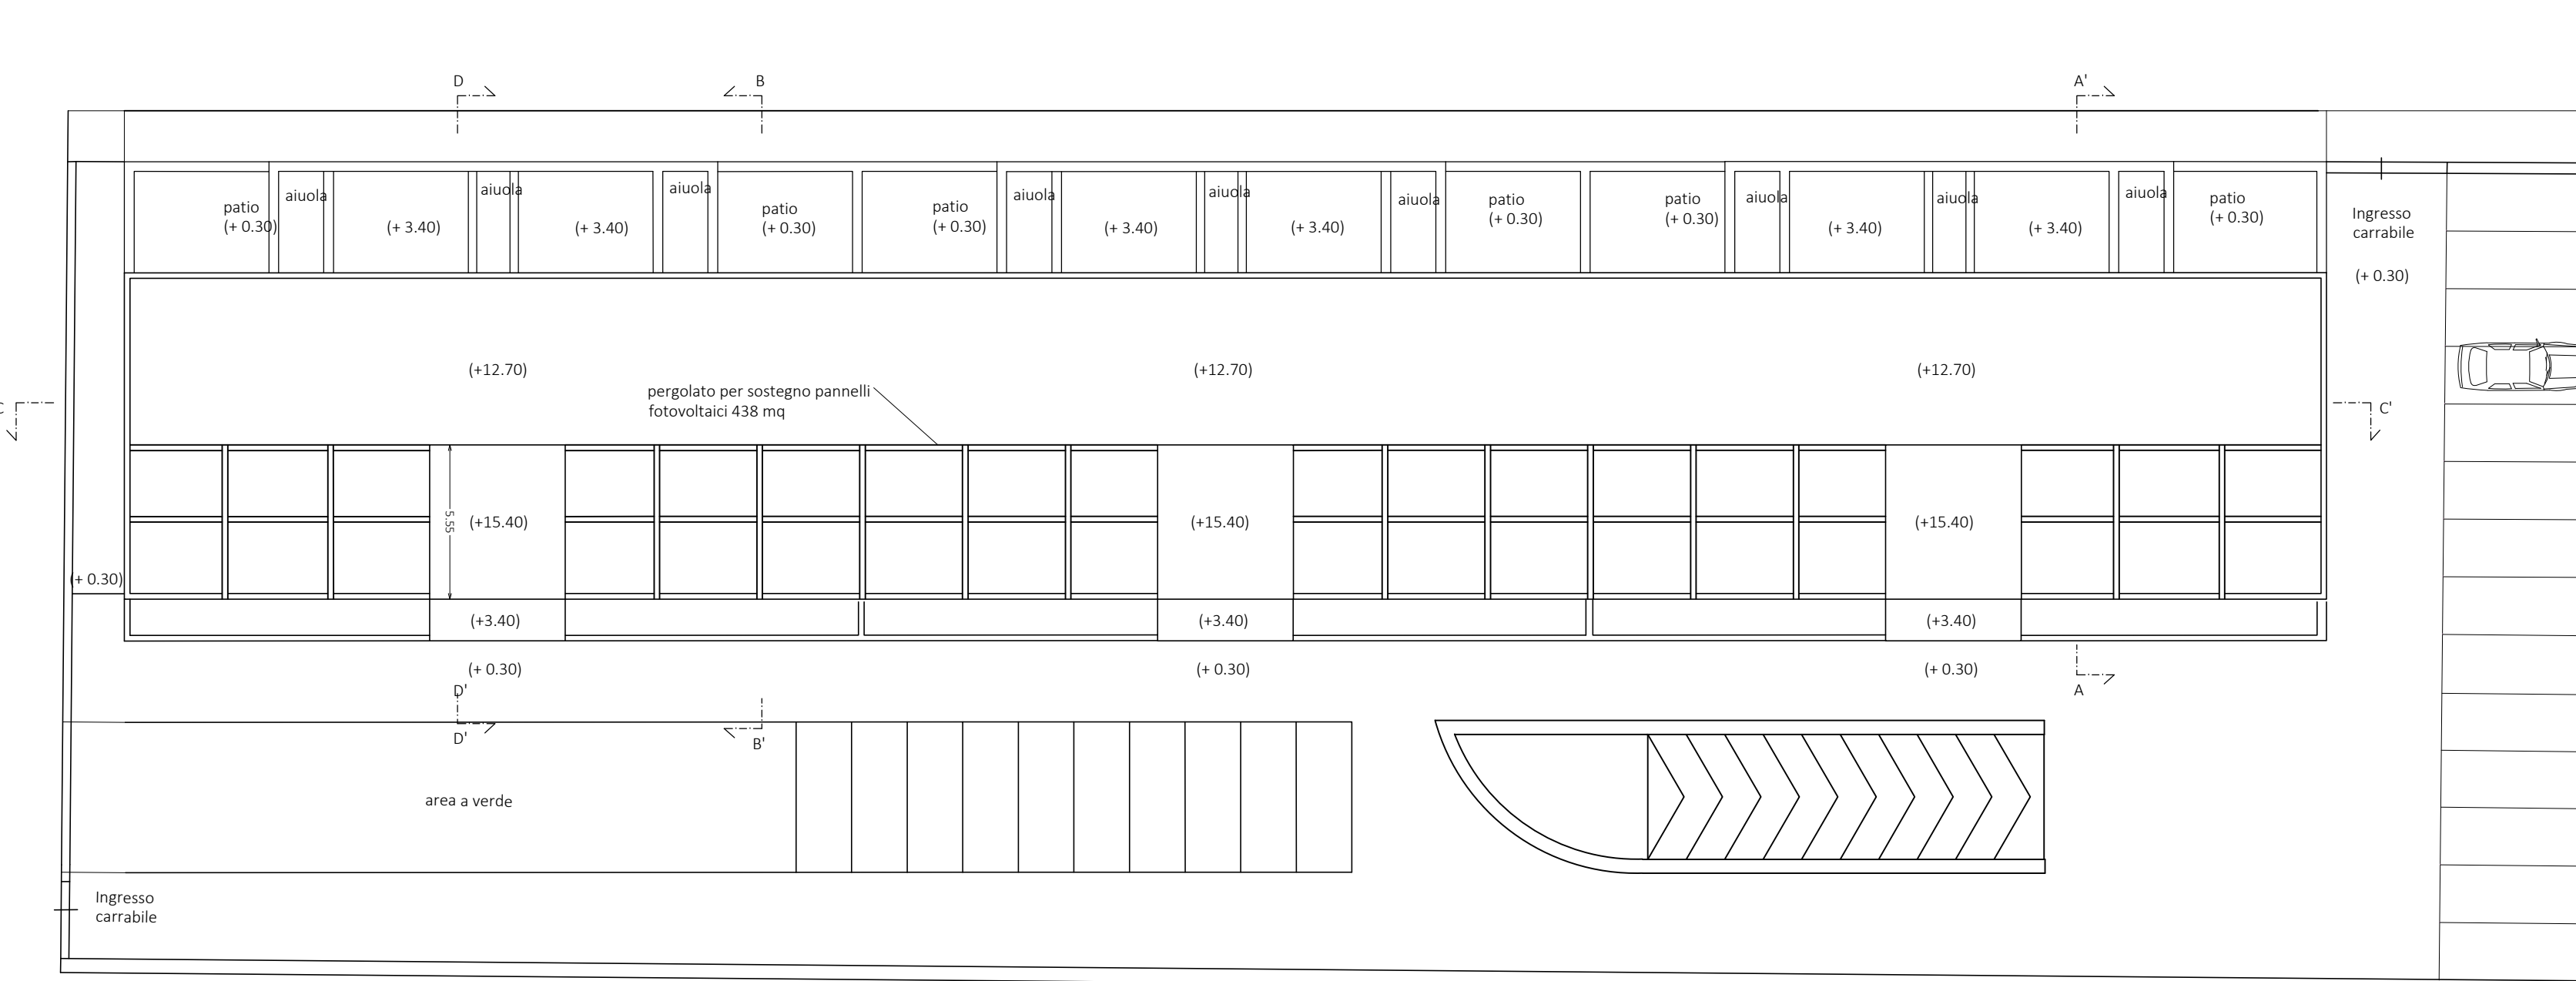 D
B
A'
patio
(+ 0.30)
aiuola
(+ 3.40)
aiuola
(+ 3.40)
aiuola
patio
(+ 0.30)
patio
(+ 0.30)
aiuola
(+ 3.40)
aiuola
(+ 3.40)
aiuola
patio
(+ 0.30)
patio
(+ 0.30)
aiuola
(+ 3.40)
aiuola
(+ 3.40)
aiuola
patio
(+ 0.30)
Ingresso
carrabile
(+ 0.30)
(+12.70)
(+12.70)
(+12.70)
pergolato per sostegno pannelli
fotovoltaici 438 mq
C'
5.55
(+15.40)
(+15.40)
(+15.40)
(+ 0.30)
(+3.40)
(+3.40)
(+3.40)
(+ 0.30)
(+ 0.30)
(+ 0.30)
D'
A
D'
B'
area a verde
Ingresso
carrabile